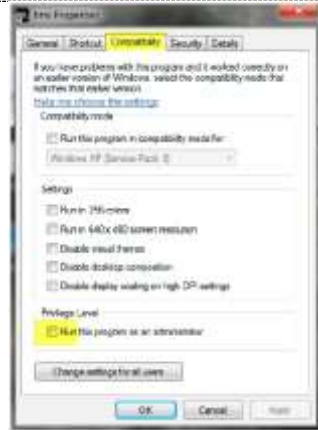 Properties
General Shortcut Compatibility Security Details
If you have problems with this program and it worked correctly on
an earlier version of Windows, select the compatibility mode that
matches that earlier version.
Help me choose the settings
Compatibility mode
Run this program in compatibility mode for:
Windows XP (Service Pack 3)
Settings
Run in 256 colors
Run in 640 x 480 screen resolution
Disable visual themes
Disable desktop composition
Disable display scaling on high DPI settings
Privilege Level
Run this program as an administrator
Change settings for all users
OK Cancel Apply